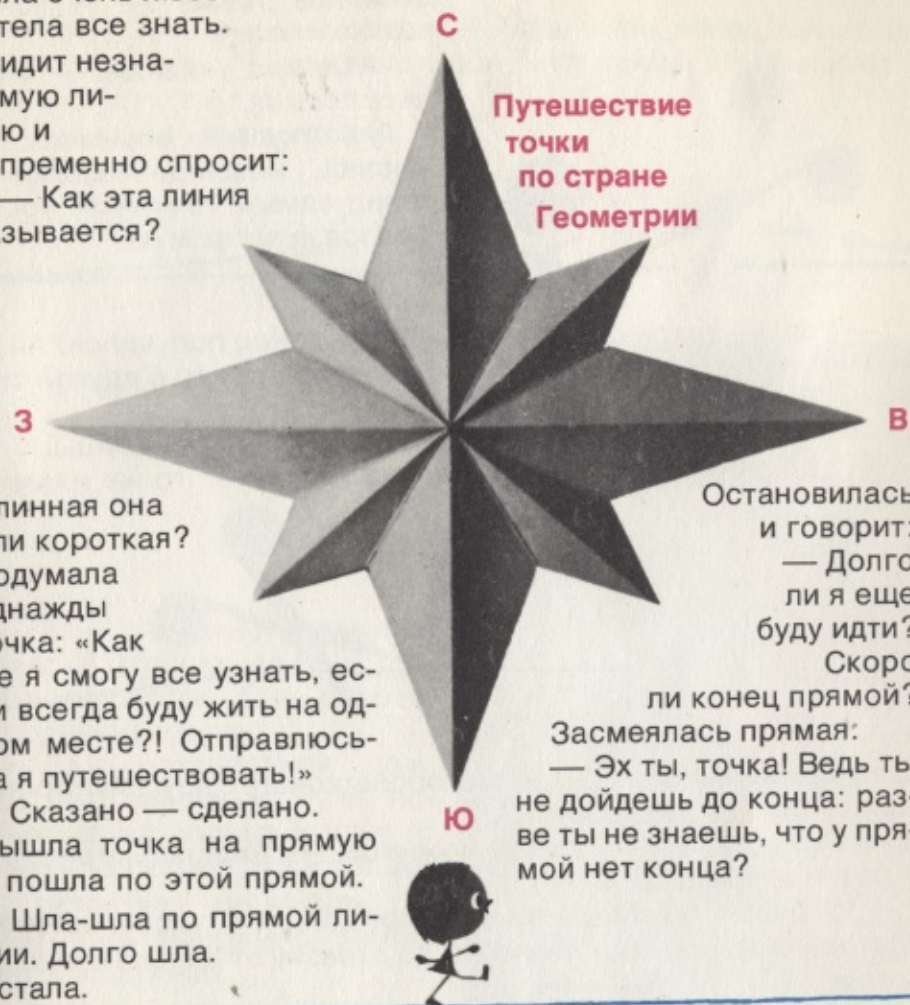 тела все знать.
идит незна-
мую ли-
ю и
пременно спросит:
— Как эта линия
азывается?
С
Путешествие
точки
по стране
Геометрии
З
В
линная она
ли короткая?
одумала
днажды
очка: «Как
е я смогу все узнать, ес-
и всегда буду жить на од-
ом месте?! Отправлюсь-
а я путешествовать!»
Сказано — сделано.
ышла точка на прямую
пошла по этой прямой.
Шла-шла по прямой ли-
ии. Долго шла.
стала.
Ю
Остановилась
и говорит:
— Долго
ли я еще
буду идти?
Скоро
ли конец прямой?
Засмеялась прямая:
— Эх ты, точка! Ведь ты
не дойдешь до конца: раз-
ве ты не знаешь, что у пря-
мой нет конца?